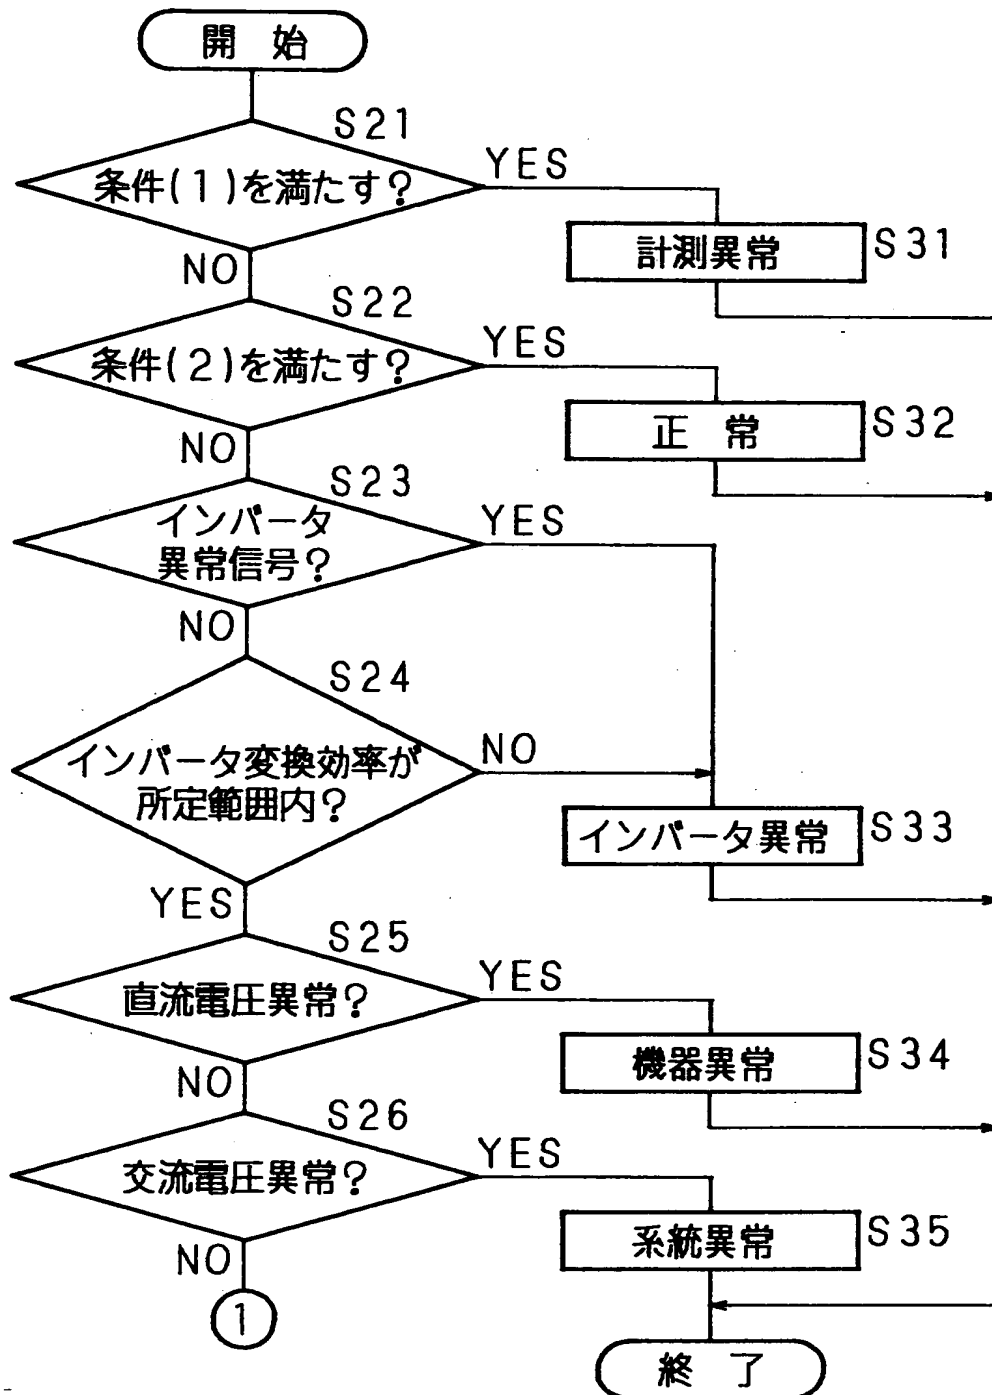 開 始
S21
条件(1)を満たす?
YES
計測異常
S31
NO
S22
条件(2)を満たす?
YES
正 常
S32
NO
S23
インバータ
異常信号?
YES
NO
S24
インバータ変換効率が
所定範囲内?
NO
インバータ異常
S33
YES
S25
直流電圧異常?
YES
機器異常
S34
NO
S26
交流電圧異常?
YES
系統異常
S35
NO
1
終 了